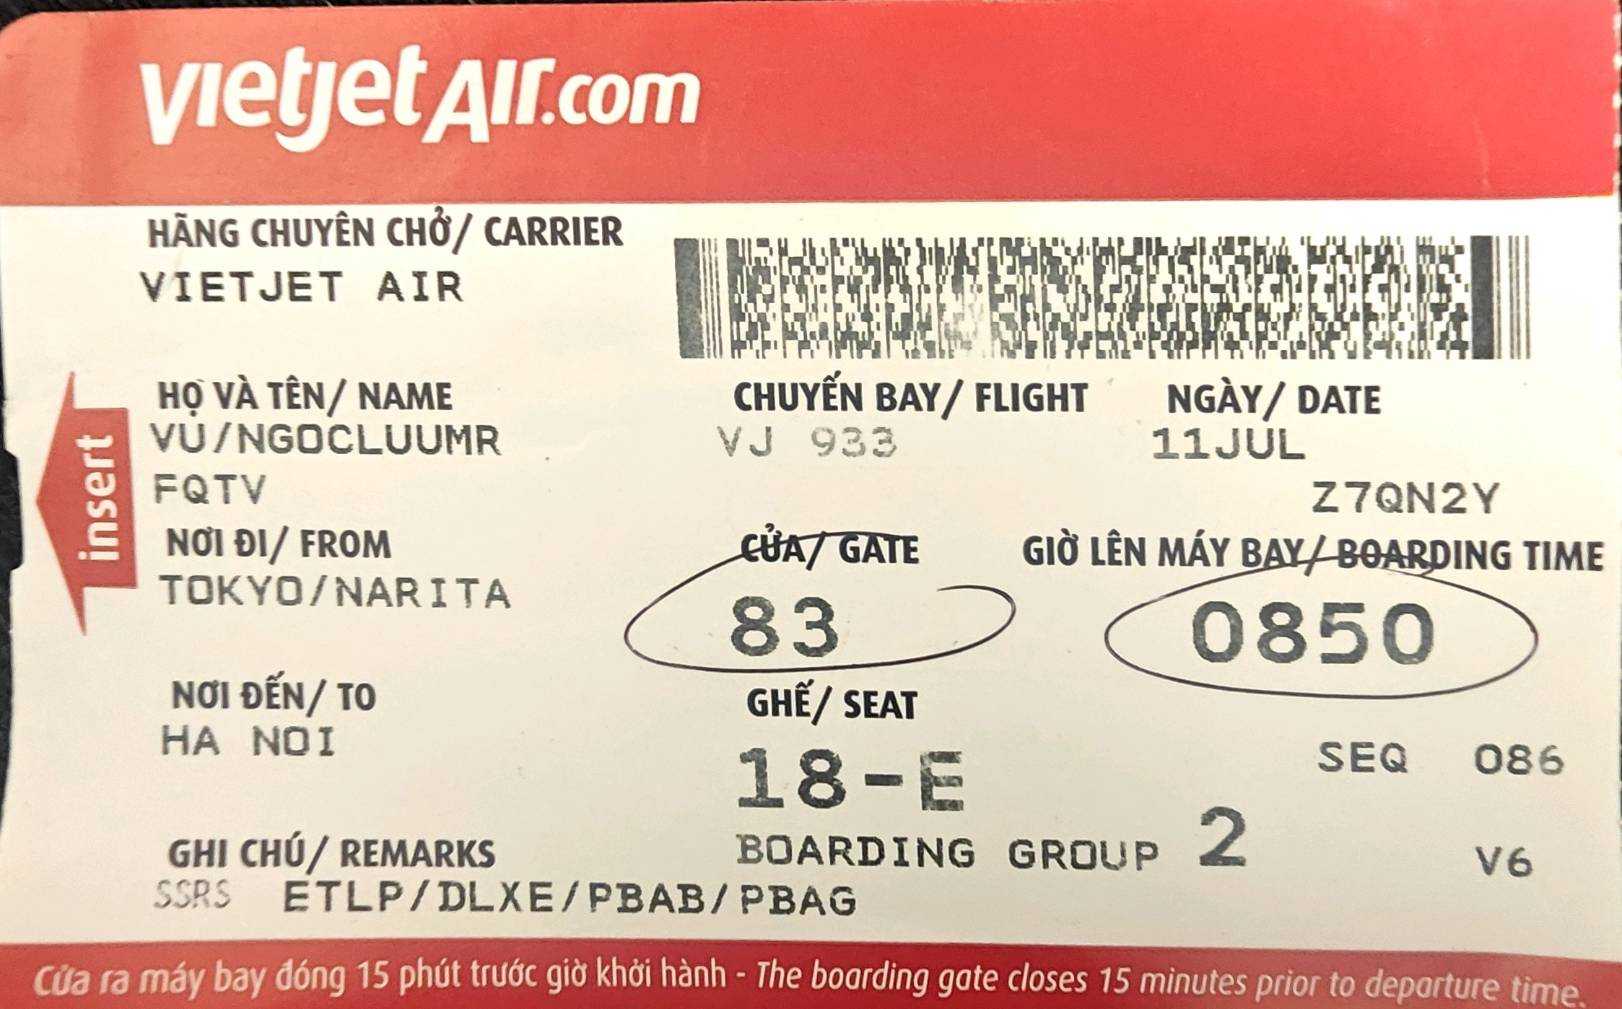 vietjetAir.com
HÃNG CHUYÊN CHỞ/ CARRIER
VIETJET AIR
insert
HỌ VÀ TÊN/ NAME
VU/NGOCLUUMR
FQTV
CHUYẾN BAY/ FLIGHT
VJ 933
NGÀY/ DATE
11JUL
Z7QN2Y
NƠI ĐI/ FROM
TOKYO/NARITA
CỬA/ GATE
83
GIỜ LÊN MÁY BAY/ BOARDING TIME
0850
NƠI ĐẾN/ TO
HA NOI
GHẾ/ SEAT
18-E
SEQ 086
BOARDING GROUP 2
V6
GHI CHÚ/ REMARKS
SSRS ETLP/DLXE/PBAB/PBAG
Cửa ra máy bay đóng 15 phút trước giờ khởi hành - The boarding gate closes 15 minutes prior to departure time.